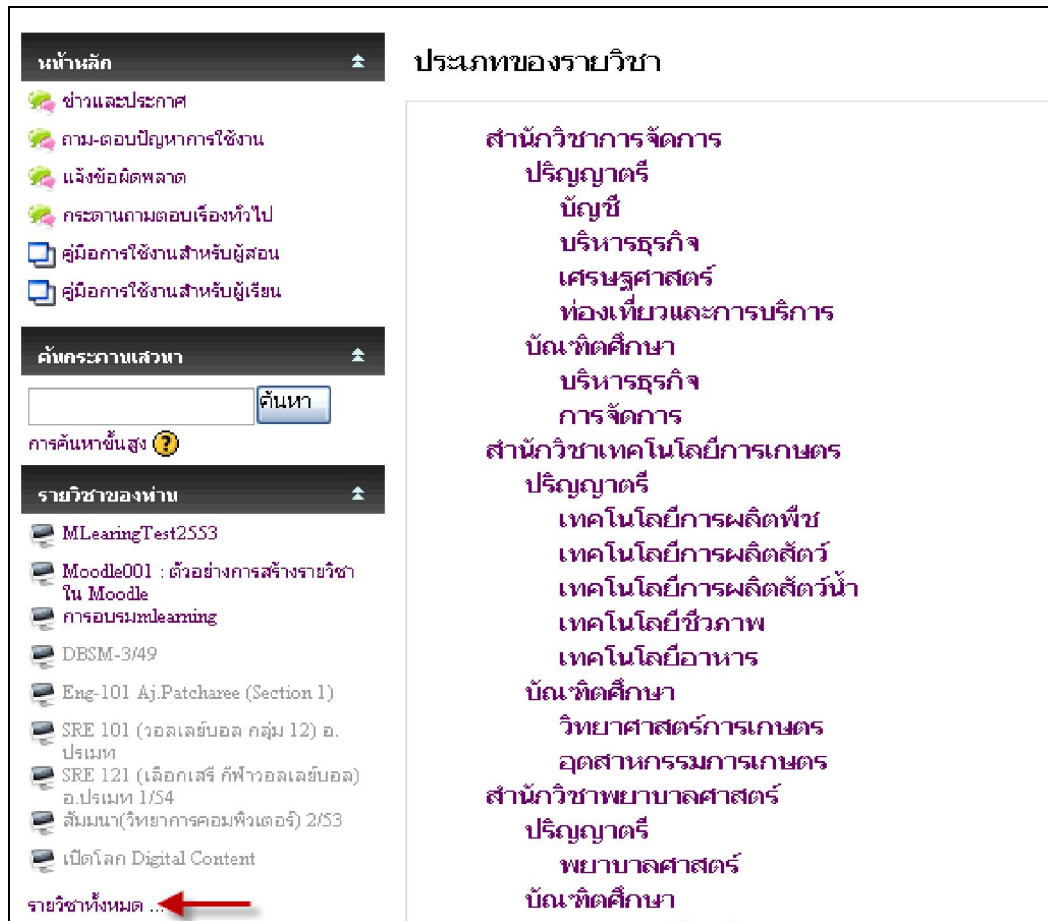 หน้าหลัก
ข่าวและประกาศ
ถาม-ตอบปัญหาการใช้งาน
แจ้งข้อผิดพลาด
กระดานถามตอบเรื่องทั่วไป
คู่มือการใช้งานสำหรับผู้สอน
คู่มือการใช้งานสำหรับผู้เรียน
ค้นกระดานเสวนา
ค้นหา
การค้นหาขั้นสูง
รายวิชาของท่าน
MLearingTest2553
Moodle001 : ตัวอย่างการสร้างรายวิชา
ใน Moodle
การอบรมmlearning
DBSM-3/49
Eng-101 Aj.Patcharee (Section 1)
SRE 101 (วอลเลย์บอล กลุ่ม 12) อ.
ปรเมท
SRE 121 (เลือกเสรี กีฬาวอลเลย์บอล)
อ.ปรเมท 1/54
สัมมนา(วิทยาการคอมพิวเตอร์) 2/53
เปิดโลก Digital Content
รายวิชาทั้งหมด ...
ประเภทของรายวิชา
สำนักวิชาการจัดการ
ปริญญาตรี
บัญชี
บริหารธุรกิจ
เศรษฐศาสตร์
ท่องเที่ยวและการบริการ
บัณฑิตศึกษา
บริหารธุรกิจ
การจัดการ
สำนักวิชาเทคโนโลยีการเกษตร
ปริญญาตรี
เทคโนโลยีการผลิตพืช
เทคโนโลยีการผลิตสัตว์
เทคโนโลยีการผลิตสัตว์น้ำ
เทคโนโลยีชีวภาพ
เทคโนโลยีอาหาร
บัณฑิตศึกษา
วิทยาศาสตร์การเกษตร
อุตสาหกรรมการเกษตร
สำนักวิชาพยาบาลศาสตร์
ปริญญาตรี
พยาบาลศาสตร์
บัณฑิตศึกษา